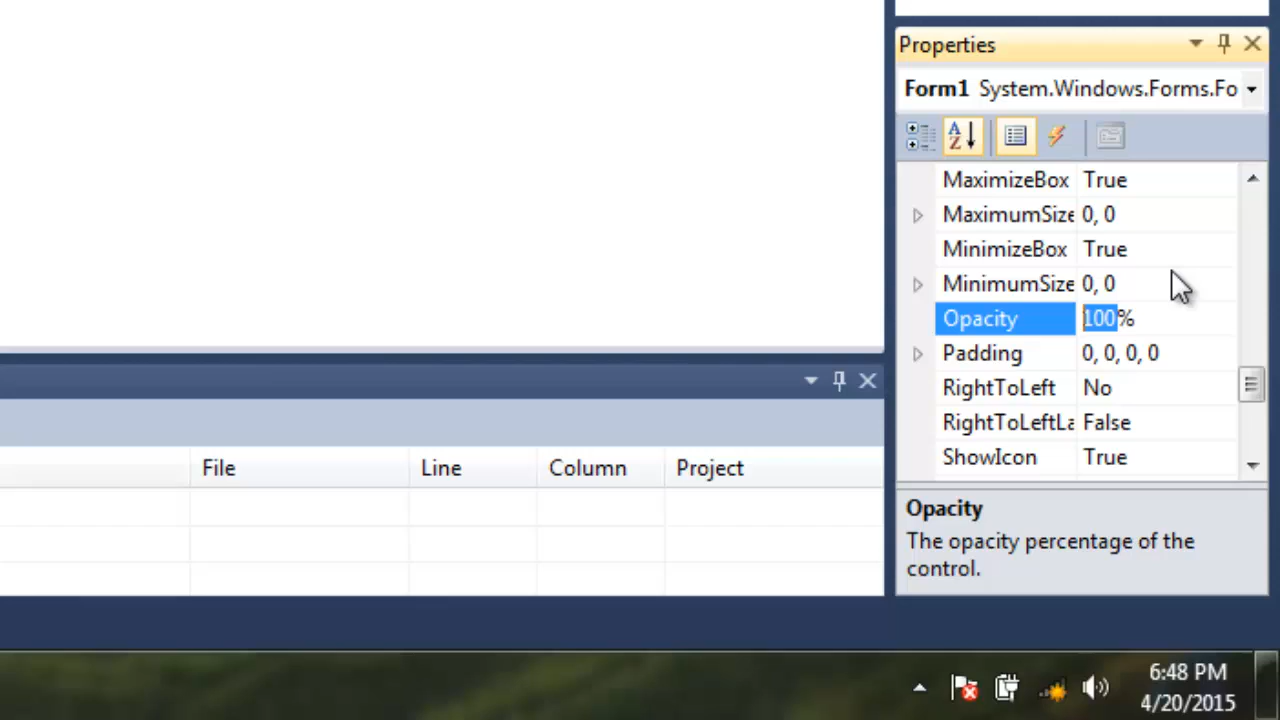 Properties
Form1 System.Windows.Forms.Fo
MaximizeBox True
MaximumSize 0, 0
MinimizeBox True
MinimumSize 0, 0
Opacity 100%
Padding 0, 0, 0, 0
RightToLeft No
RightToLeftLa False
ShowIcon True
File Line Column Project
Opacity
The opacity percentage of the
control.
6:48 PM
4/20/2015